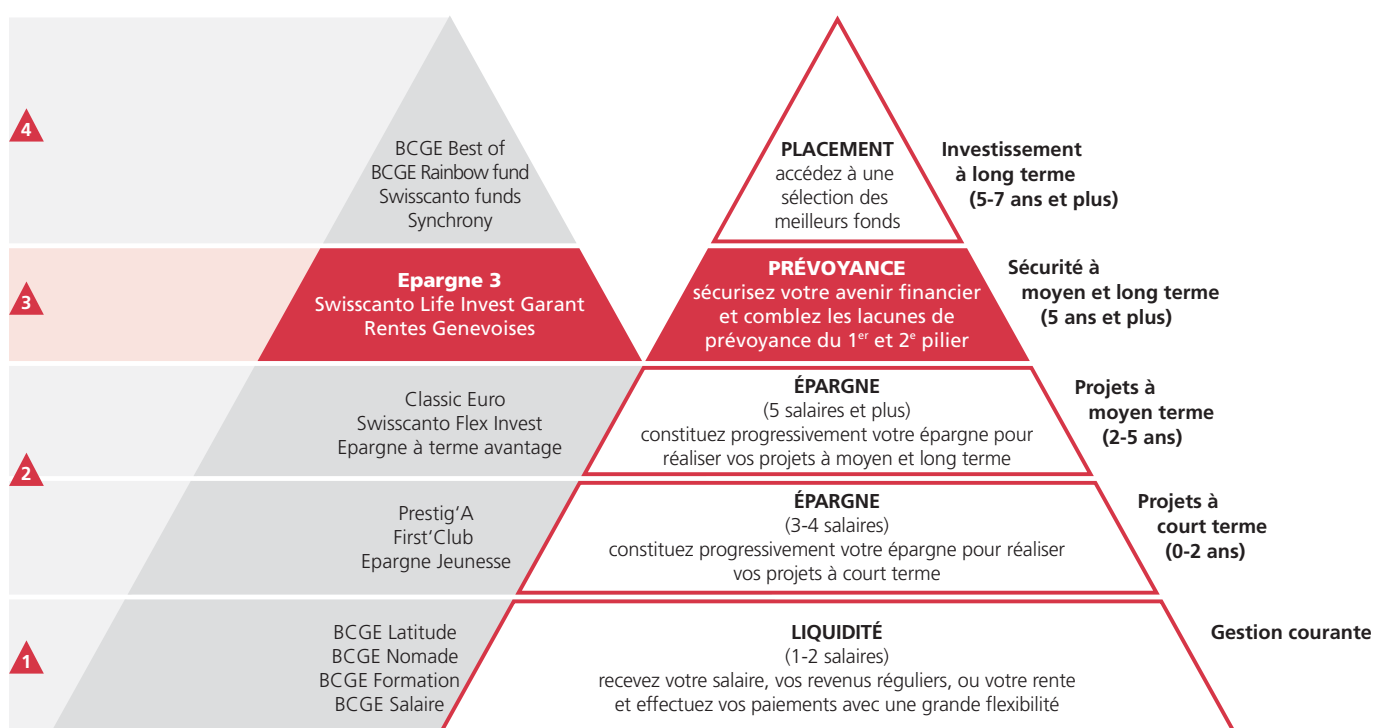 4
BCGE Best of
BCGE Rainbow fund
Swisscanto funds
Synchrony
PLACEMENT
accédez à une
sélection des
meilleurs fonds
Investissement
à long terme
(5-7 ans et plus)
3
Epargne 3
Swisscanto Life Invest Garant
Rentes Genevoises
PRÉVOYANCE
sécurisez votre avenir financier
et comblez les lacunes de
prévoyance du 1er et 2e pilier
Sécurité à
moyen et long terme
(5 ans et plus)
2
Classic Euro
Swisscanto Flex Invest
Epargne à terme avantage
ÉPARGNE
(5 salaires et plus)
constituez progressivement votre épargne pour
réaliser vos projets à moyen et long terme
Projets à
moyen terme
(2-5 ans)
Prestig'A
First'Club
Epargne Jeunesse
ÉPARGNE
(3-4 salaires)
constituez progressivement votre épargne pour réaliser
vos projets à court terme
Projets à
court terme
(0-2 ans)
1
BCGE Latitude
BCGE Nomade
BCGE Formation
BCGE Salaire
LIQUIDITÉ
(1-2 salaires)
recevez votre salaire, vos revenus réguliers, ou votre rente
et effectuez vos paiements avec une grande flexibilité
Gestion courante